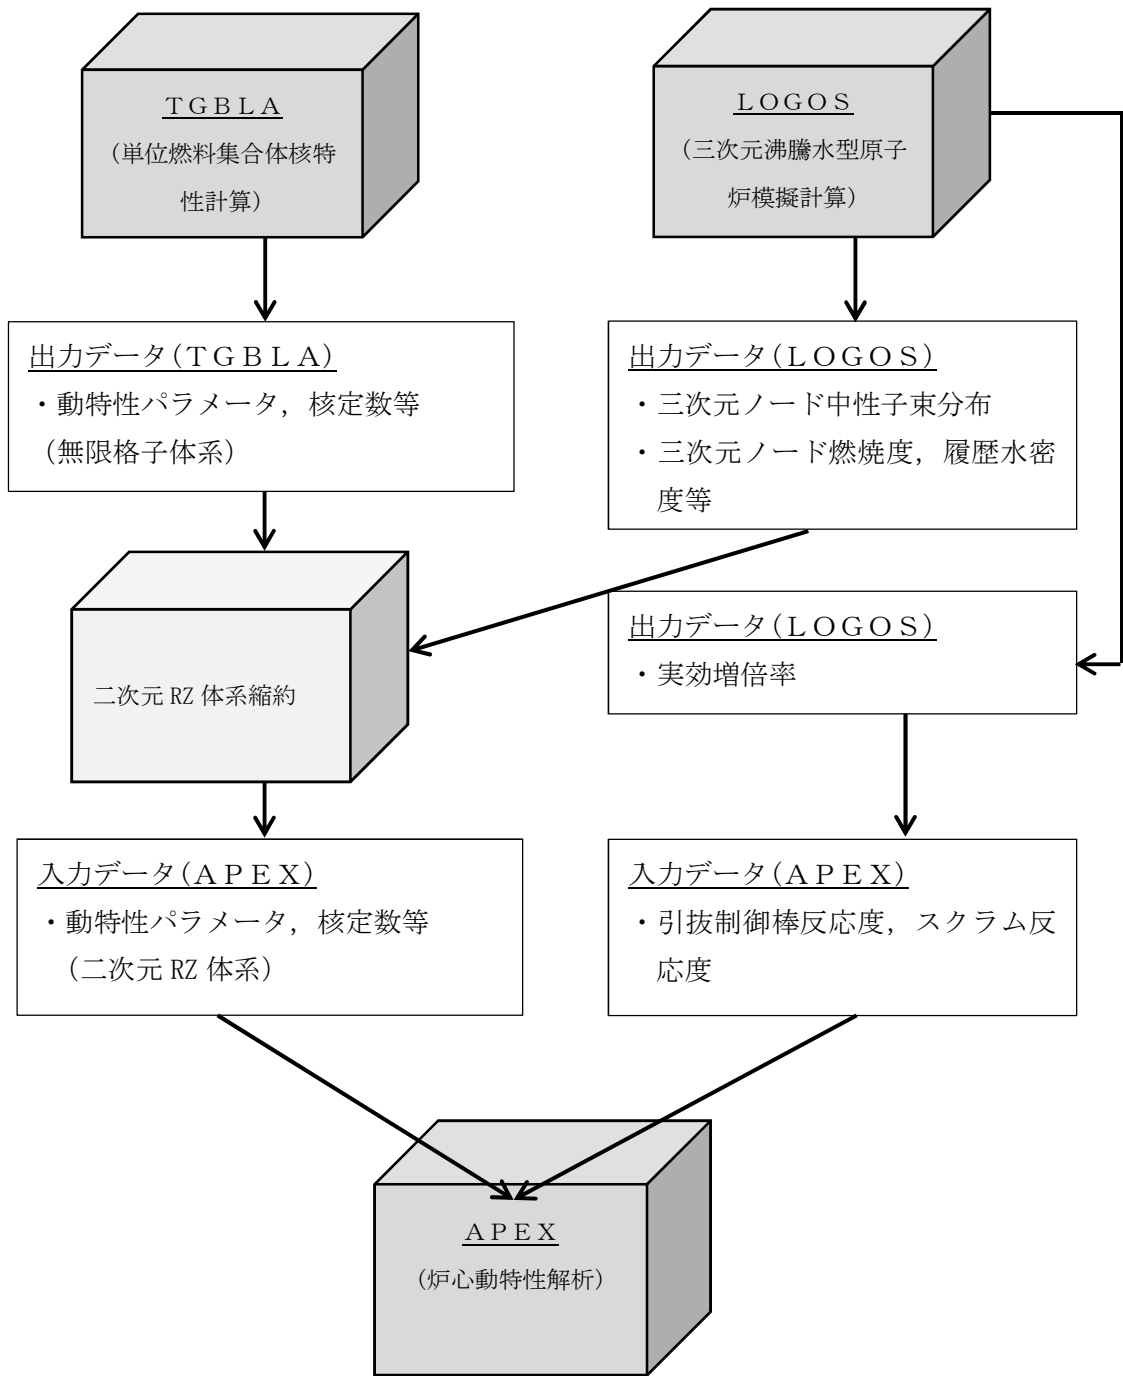 ＴＧＢＬＡ
（単位燃料集合体核特
性計算）
ＬＯＧＯＳ
（三次元沸騰水型原子
炉模擬計算）
出力データ（ＴＧＢＬＡ）
・動特性パラメータ，核定数等
（無限格子体系）
出力データ（ＬＯＧＯＳ）
・三次元ノード中性子束分布
・三次元ノード燃焼度，履歴水密
度等
二次元 RZ 体系縮約
出力データ（ＬＯＧＯＳ）
・実効増倍率
入力データ（ＡＰＥＸ）
・動特性パラメータ，核定数等
（二次元 RZ 体系）
入力データ（ＡＰＥＸ）
・引抜制御棒反応度，スクラム反
応度
ＡＰＥＸ
（炉心動特性解析）